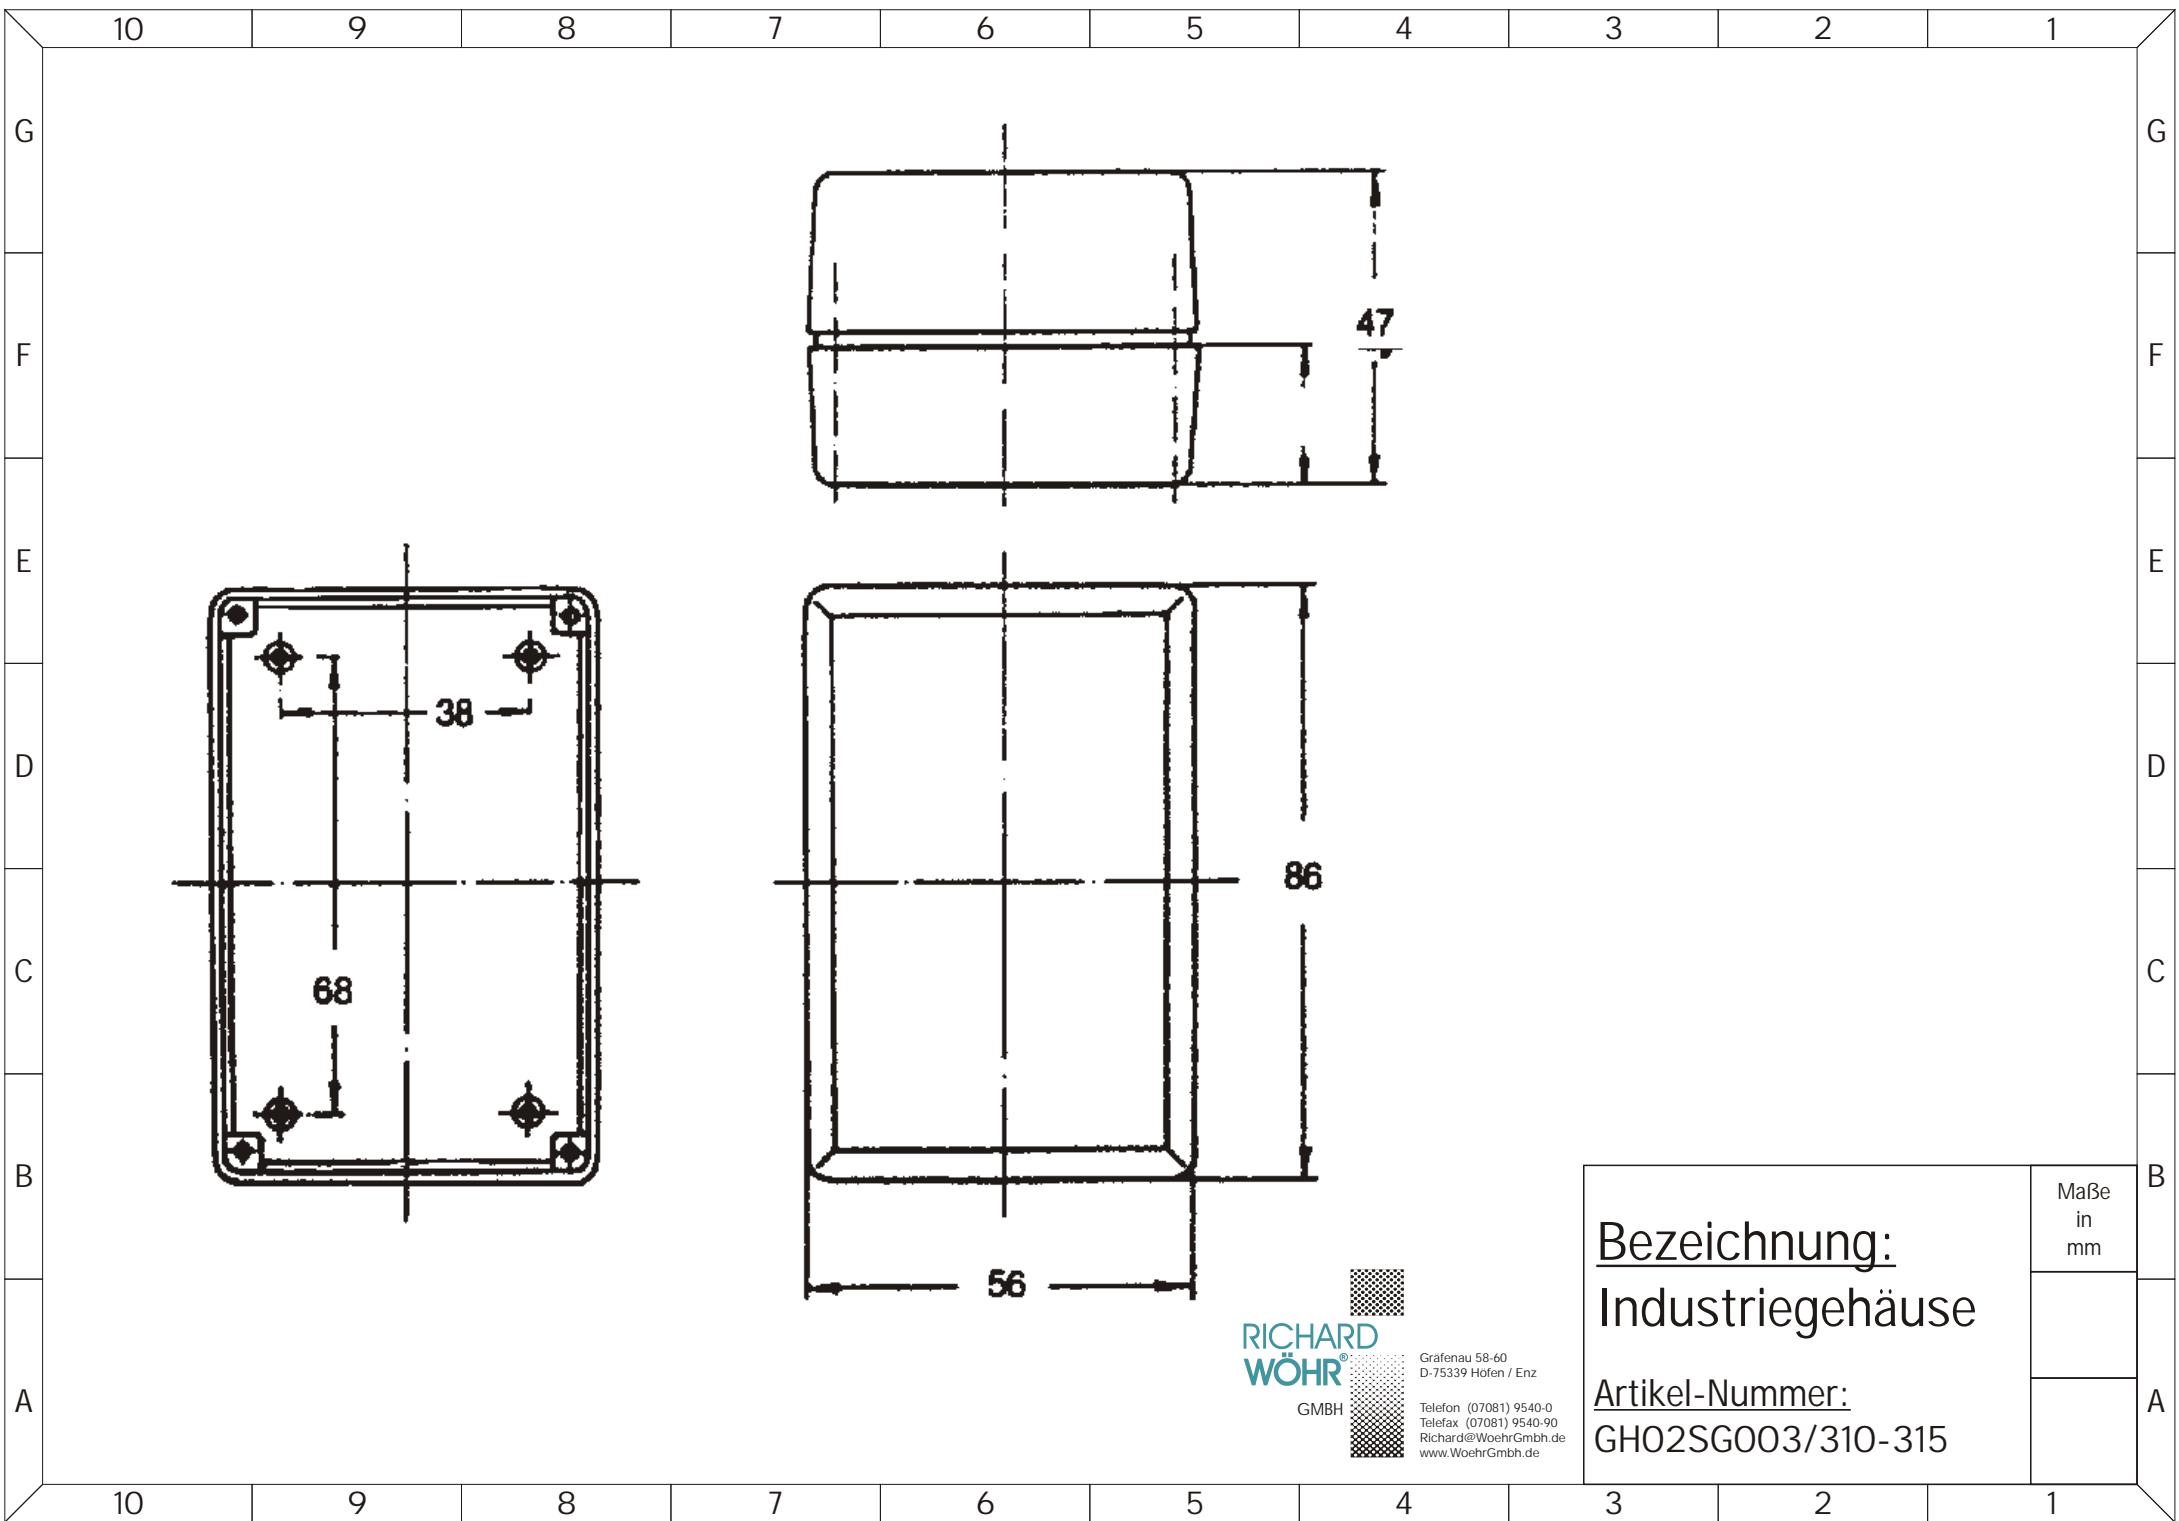 10 9 8 7 6 5 4 3 2 1
G G
47
F F
E E
38
D D
86
68
C C
B B
56
A A
RICHARD
WÖHR®
GMBH
Gräfenau 58-60
D-75339 Höfen / Enz
Telefon (07081) 9540-0
Telefax (07081) 9540-90
Richard@WoehrGmbh.de
www.WoehrGmbh.de
Bezeichnung:
Industriegehäuse
Artikel-Nummer:
GH02SG003/310-315
Maße
in
mm
10 9 8 7 6 5 4 3 2 1